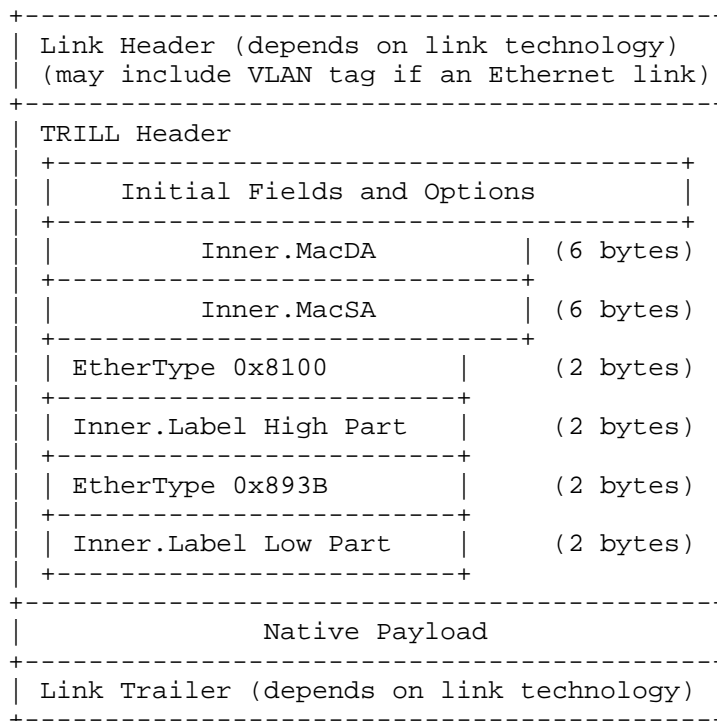 Link Header (depends on link technology)
(may include VLAN tag if an Ethernet link)
TRILL Header
Initial Fields and Options
Inner.MacDA (6 bytes)
Inner.MacSA (6 bytes)
EtherType 0x8100 (2 bytes)
Inner.Label High Part (2 bytes)
EtherType 0x893B (2 bytes)
Inner.Label Low Part (2 bytes)
Native Payload
Link Trailer (depends on link technology)